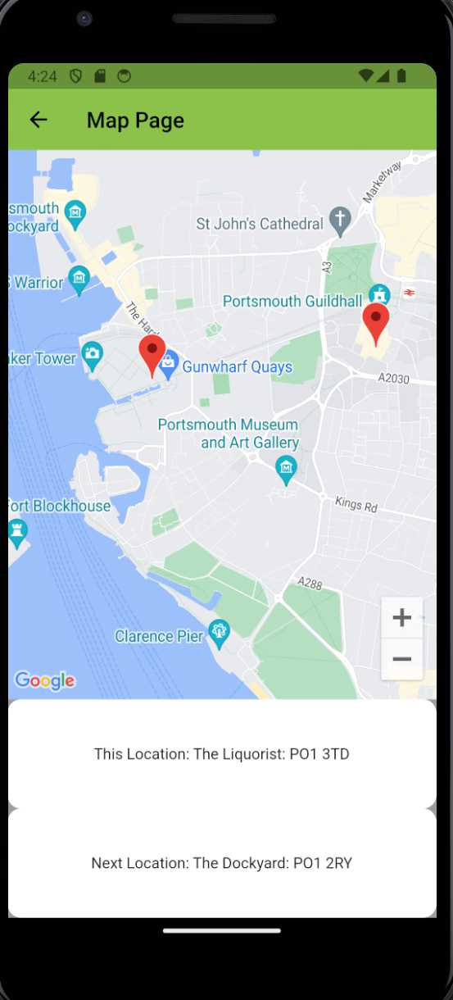 4:24
Map Page
Marketway
smouth
ockyard
St John's Cathedral
A3
S Warrior
Portsmouth Guildhall
The Hard
aker Tower
Gunwharf Quays
A2030
Portsmouth Museum
and Art Gallery
Kings Rd
Fort Blockhouse
A288
Clarence Pier
+
−
Google
This Location: The Liquorist: PO1 3TD
Next Location: The Dockyard: PO1 2RY